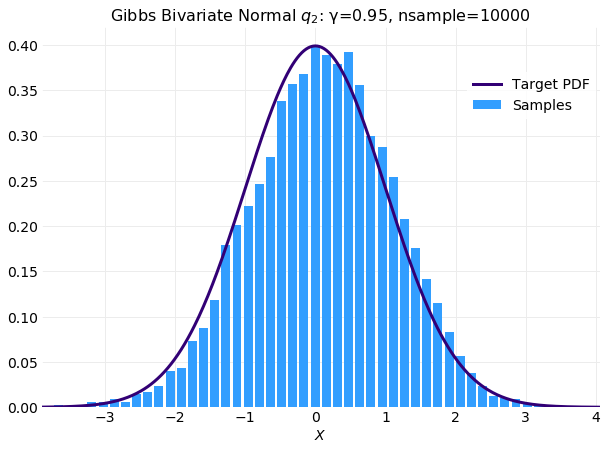 Gibbs Bivariate Normal q₂: γ=0.95, nsample=10000
0.40
0.35
0.30
0.25
0.20
0.15
0.10
0.05
0.00
Target PDF
Samples
−3 −2 −1 0 1 2 3 4
X